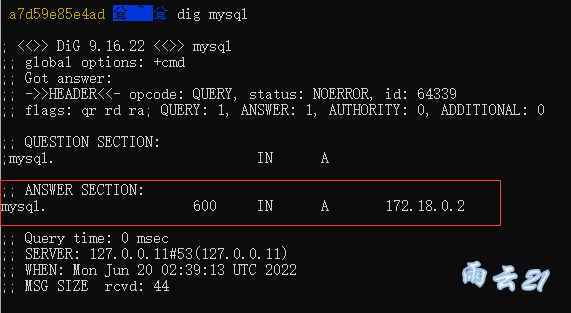 a7d59e85e4ad dig mysql
; <<>> DiG 9.16.22 <<>> mysql
;; global options: +cmd
;; Got answer:
;; ->>HEADER<<- opcode: QUERY, status: NOERROR, id: 64339
;; flags: qr rd ra; QUERY: 1, ANSWER: 1, AUTHORITY: 0, ADDITIONAL: 0
;; QUESTION SECTION:
;mysql. IN A
;; ANSWER SECTION:
mysql. 600 IN A 172.18.0.2
;; Query time: 0 msec
;; SERVER: 127.0.0.11#53(127.0.0.11)
;; WHEN: Mon Jun 20 02:39:13 UTC 2022
;; MSG SIZE rcvd: 44
雨云21